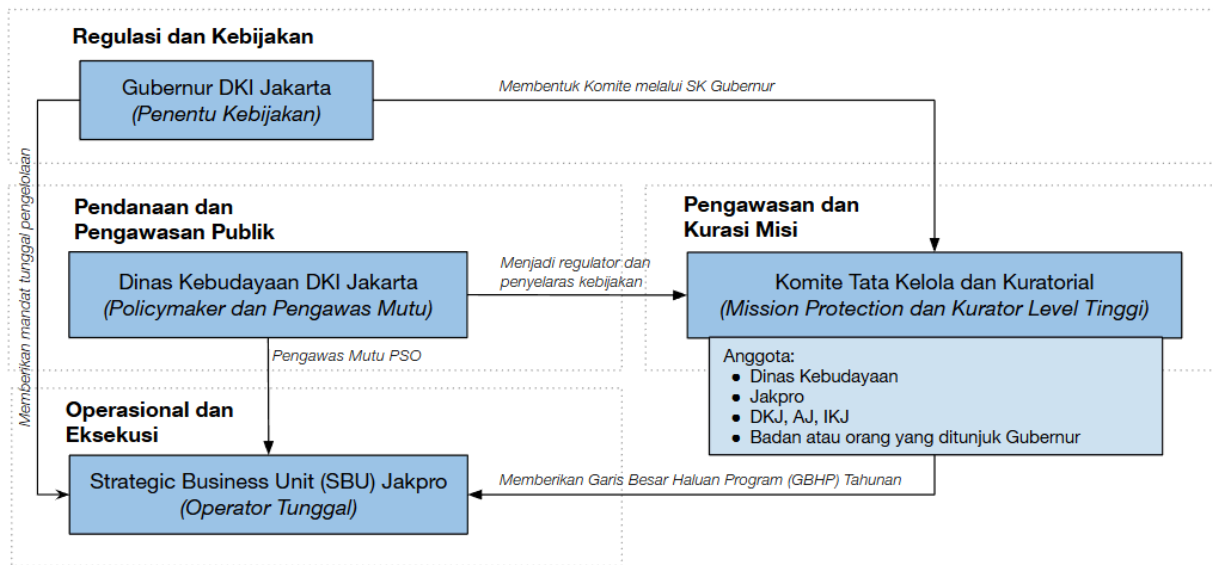 Regulasi dan Kebijakan
Gubernur DKI Jakarta
(Penentu Kebijakan)
Membentuk Komite melalui SK Gubernur
Memberikan mandat tunggal pengelolaan
Pendanaan dan
Pengawasan Publik
Dinas Kebudayaan DKI Jakarta
(Policymaker dan Pengawas Mutu)
Menjadi regulator dan
penyelaras kebijakan
Pengawasan dan
Kurasi Misi
Komite Tata Kelola dan Kuratorial
(Mission Protection dan Kurator Level Tinggi)
Anggota:
● Dinas Kebudayaan
● Jakpro
● DKJ, AJ, IKJ
● Badan atau orang yang ditunjuk Gubernur
Pengawas Mutu PSO
Operasional dan
Eksekusi
Strategic Business Unit (SBU) Jakpro
(Operator Tunggal)
Memberikan Garis Besar Haluan Program (GBHP) Tahunan